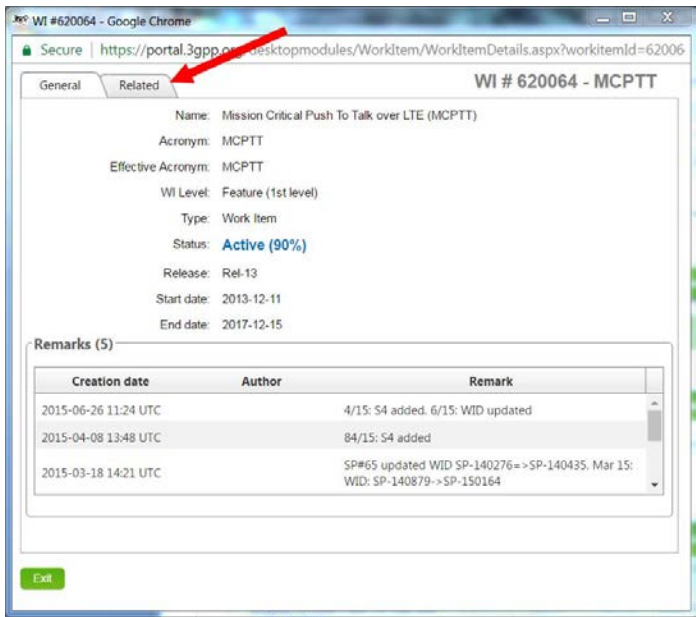 WI #620064 - Google Chrome
Secure | https://portal.3gpp.org/desktopmodules/WorkItem/WorkItemDetails.aspx?workitemId=62006
General Related WI # 620064 - MCPTT
Name: Mission Critical Push To Talk over LTE (MCPTT)
Acronym: MCPTT
Effective Acronym: MCPTT
WI Level: Feature (1st level)
Type: Work Item
Status: Active (90%)
Release: Rel-13
Start date: 2013-12-11
End date: 2017-12-15
Remarks (5)
Creation date Author Remark
2015-06-26 11:24 UTC 4/15: S4 added. 6/15: WID updated
2015-04-08 13:48 UTC 84/15: S4 added
2015-03-18 14:21 UTC SP#65 updated WID SP-140276=>SP-140435. Mar 15:
WID: SP-140879->SP-150164
Exit